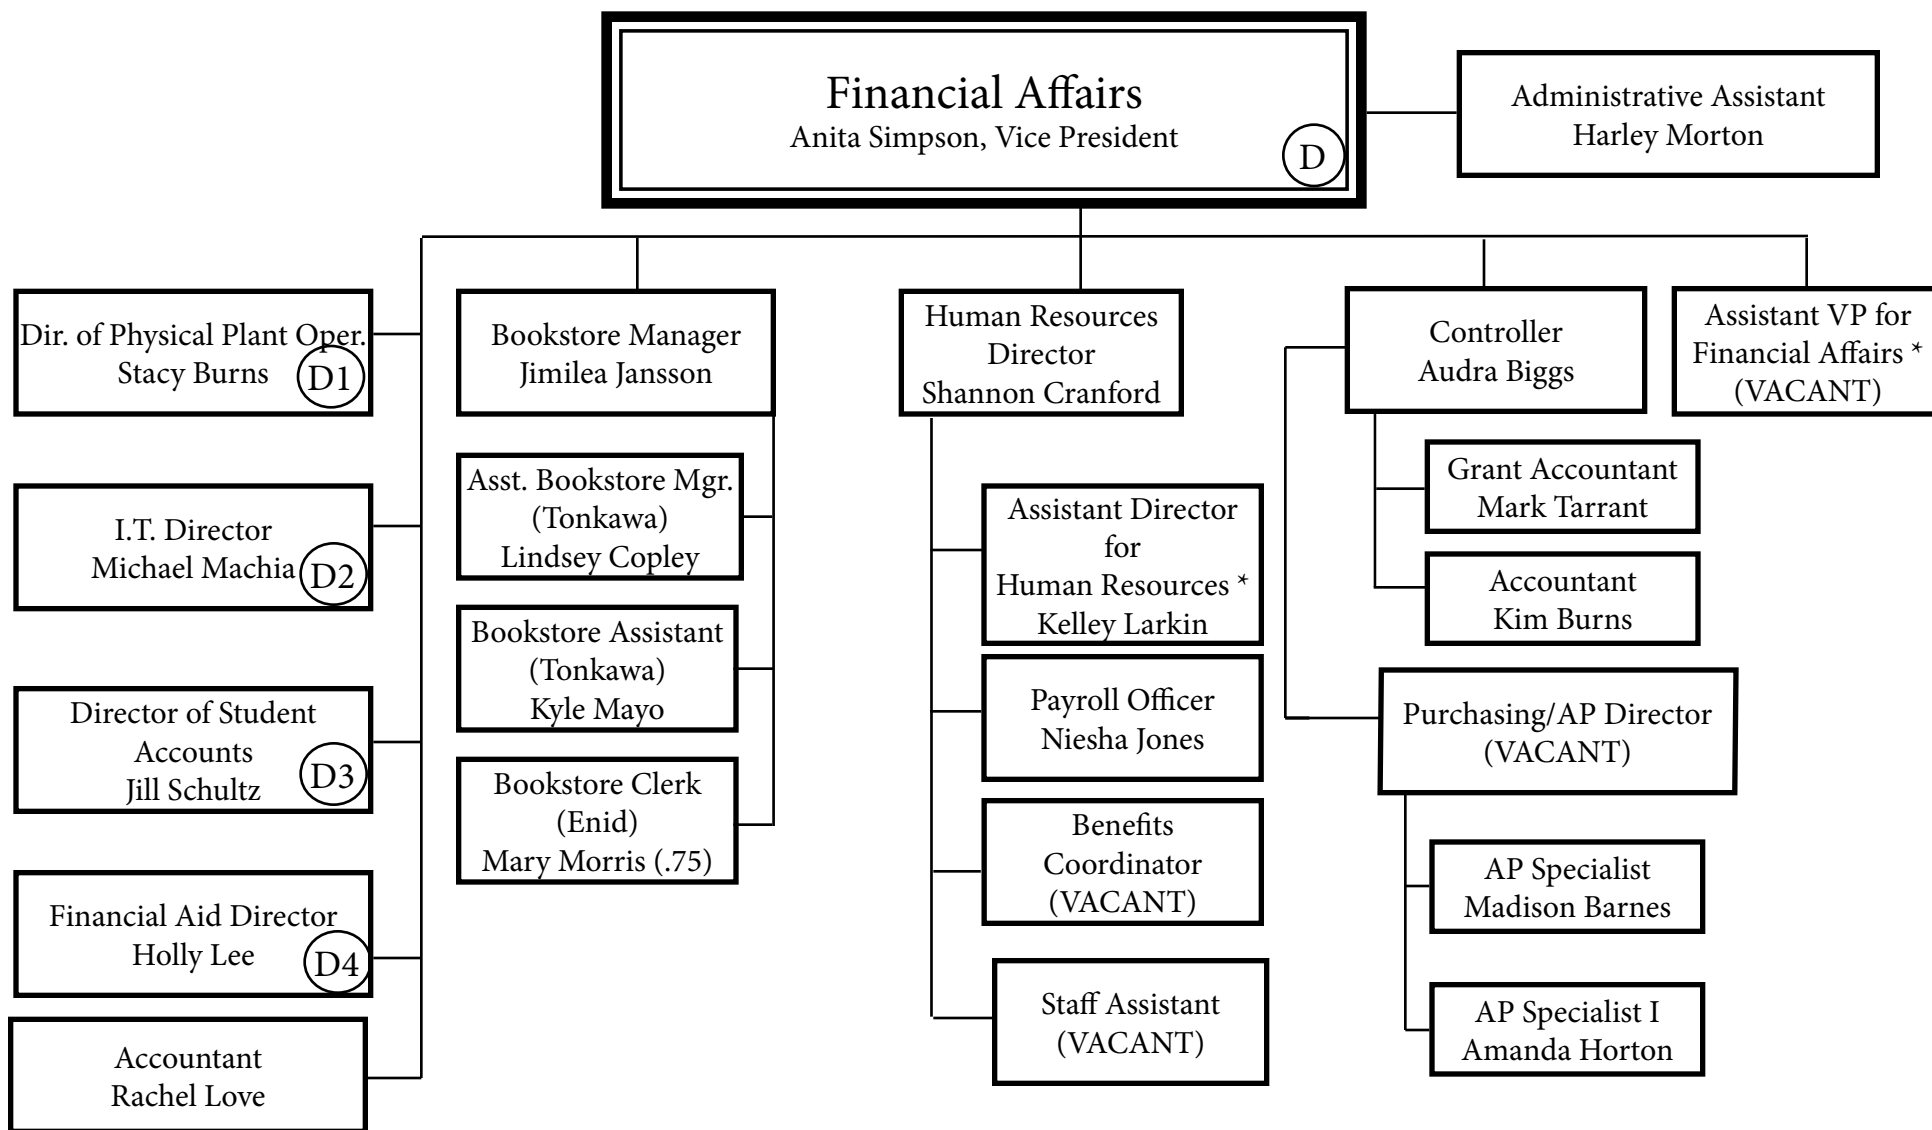 Financial Affairs
Anita Simpson, Vice President
D
Administrative Assistant
Harley Morton
Dir. of Physical Plant Oper.
Stacy Burns
D1
I.T. Director
Michael Machia
D2
Director of Student
Accounts
Jill Schultz
D3
Financial Aid Director
Holly Lee
D4
Accountant
Rachel Love
Bookstore Manager
Jimilea Jansson
Asst. Bookstore Mgr.
(Tonkawa)
Lindsey Copley
Bookstore Assistant
(Tonkawa)
Kyle Mayo
Bookstore Clerk
(Enid)
Mary Morris (.75)
Human Resources
Director
Shannon Cranford
Assistant Director
for
Human Resources *
Kelley Larkin
Payroll Officer
Niesha Jones
Benefits
Coordinator
(VACANT)
Staff Assistant
(VACANT)
Controller
Audra Biggs
Grant Accountant
Mark Tarrant
Accountant
Kim Burns
Purchasing/AP Director
(VACANT)
AP Specialist
Madison Barnes
AP Specialist I
Amanda Horton
Assistant VP for
Financial Affairs *
(VACANT)